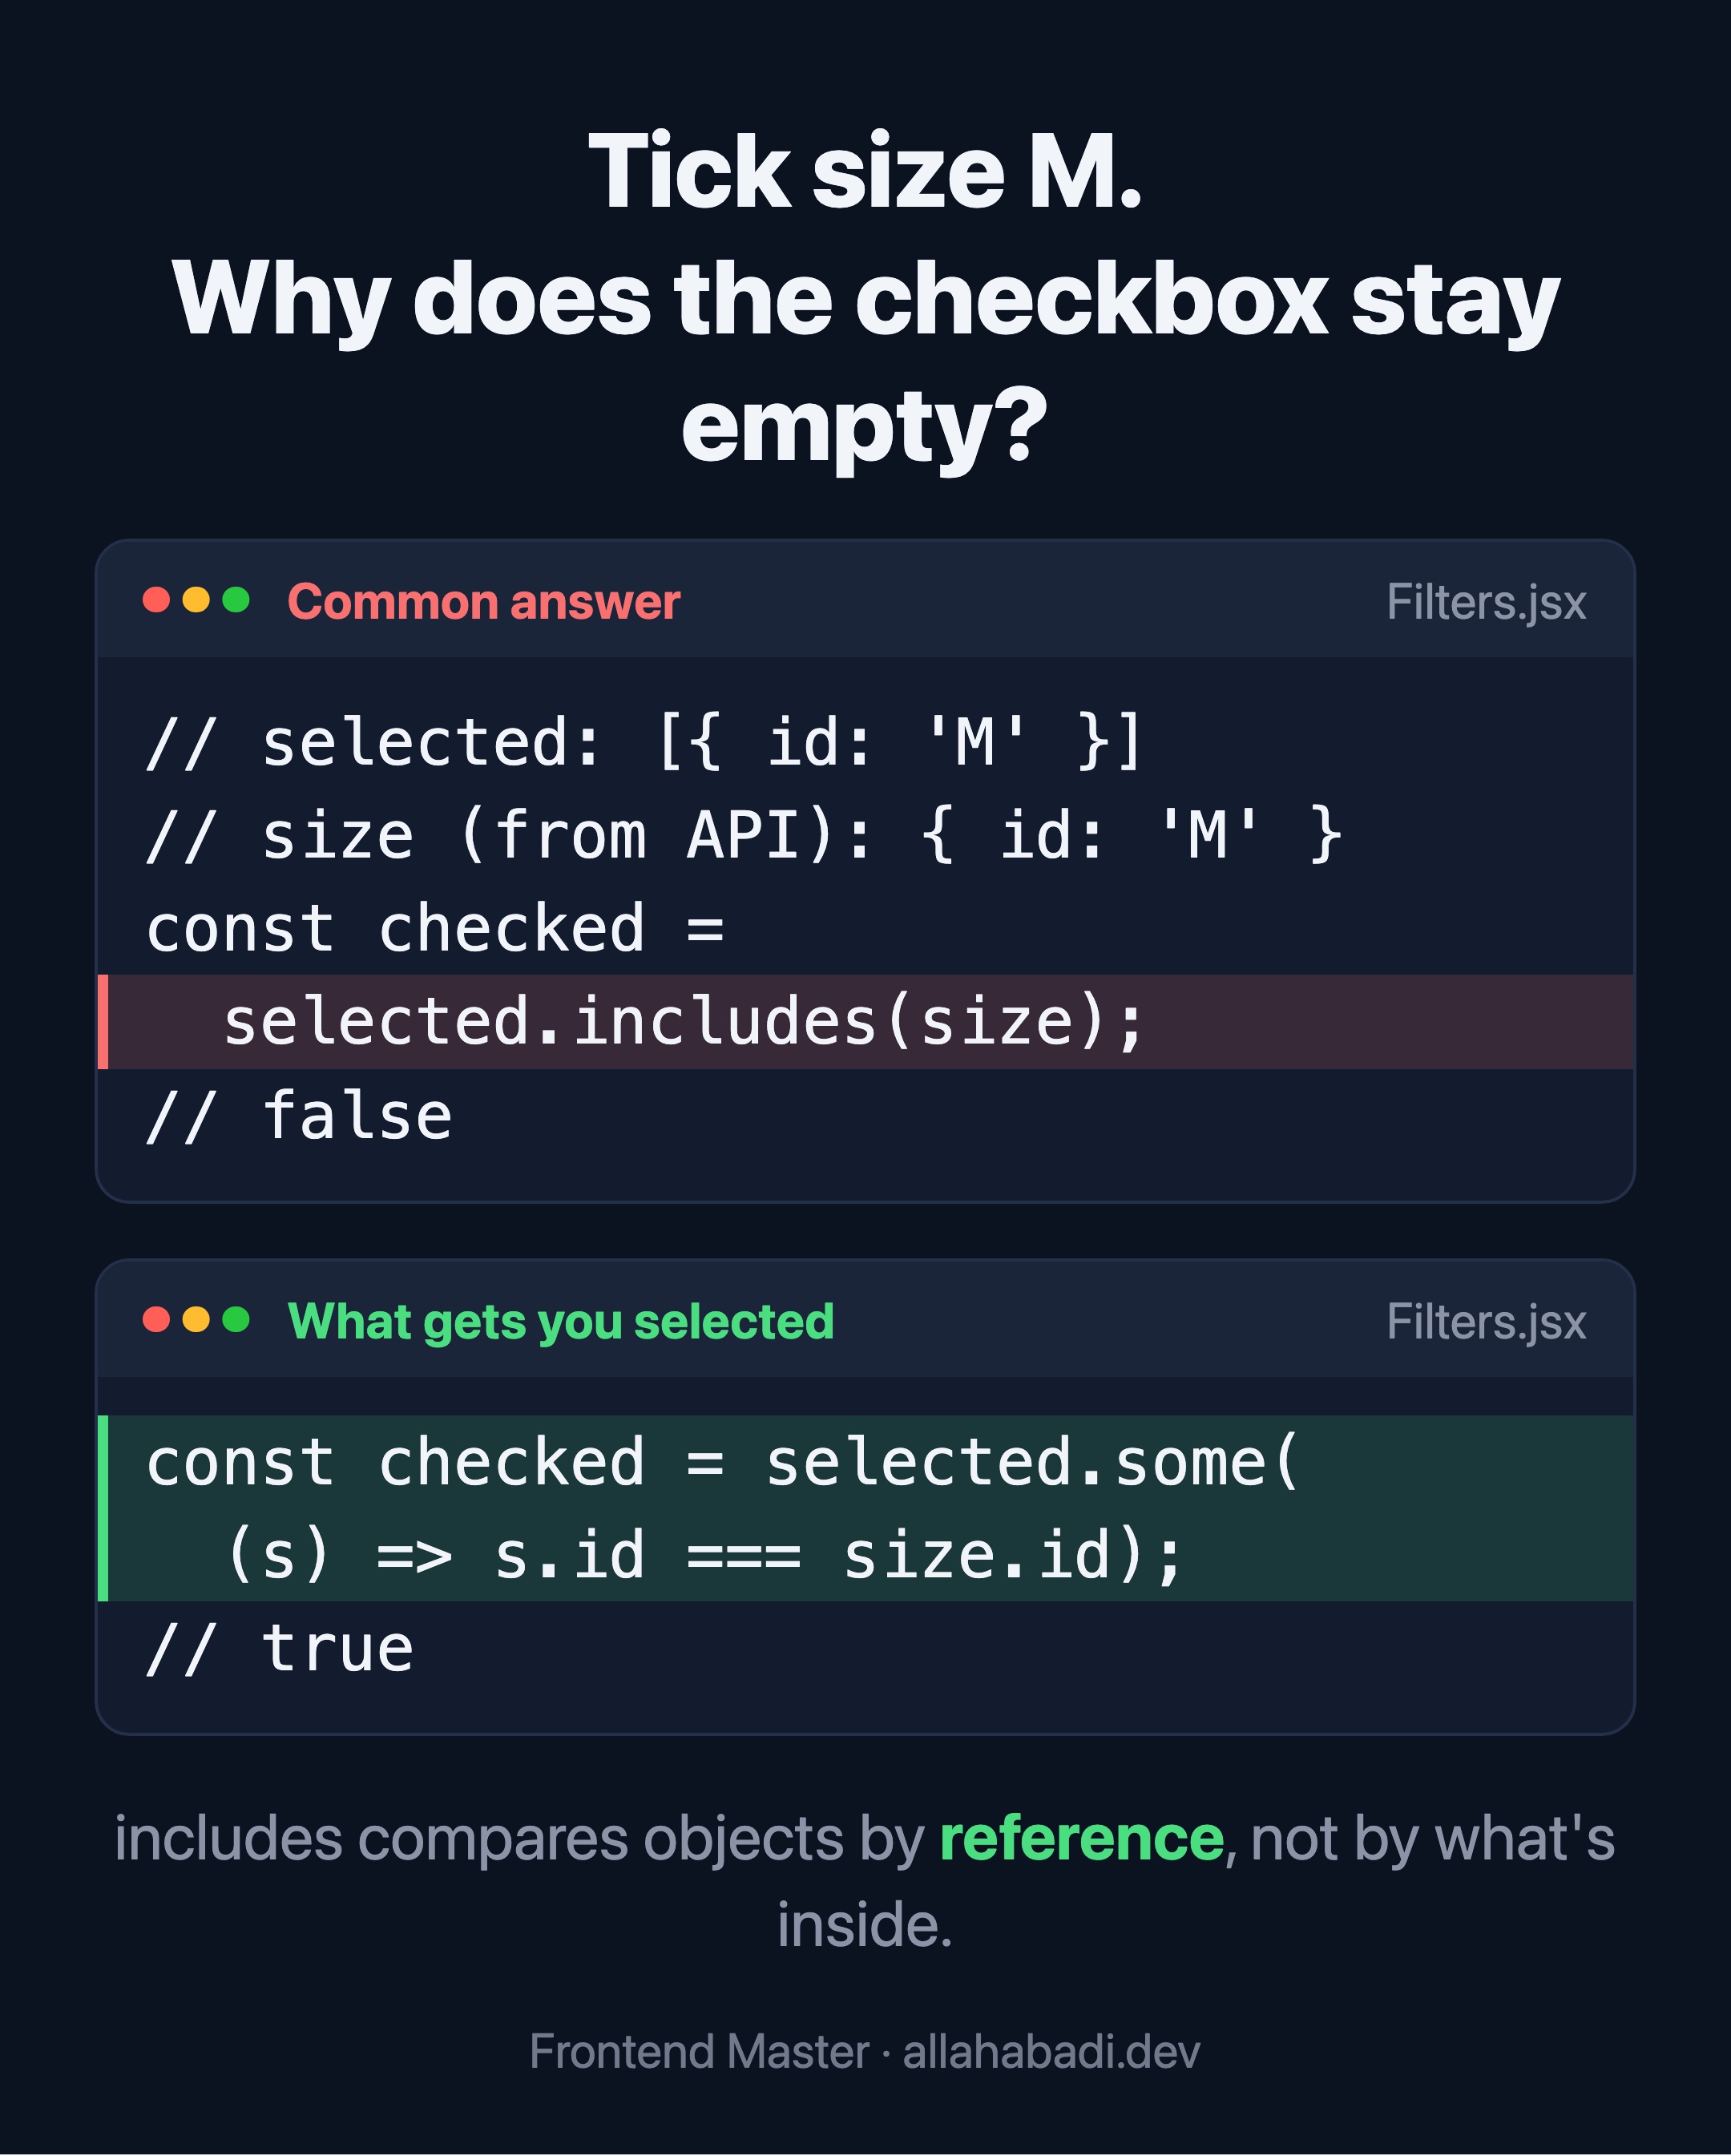 Tick size M.
Why does the checkbox stay
empty?
Common answer
Filters.jsx
// selected: [{ id: 'M' }]
// size (from API): { id: 'M' }
const checked =
  selected.includes(size);
// false
What gets you selected
Filters.jsx
const checked = selected.some(
  (s) => s.id === size.id);
// true
includes compares objects by reference, not by what's
inside.
Frontend Master · allahabadi.dev